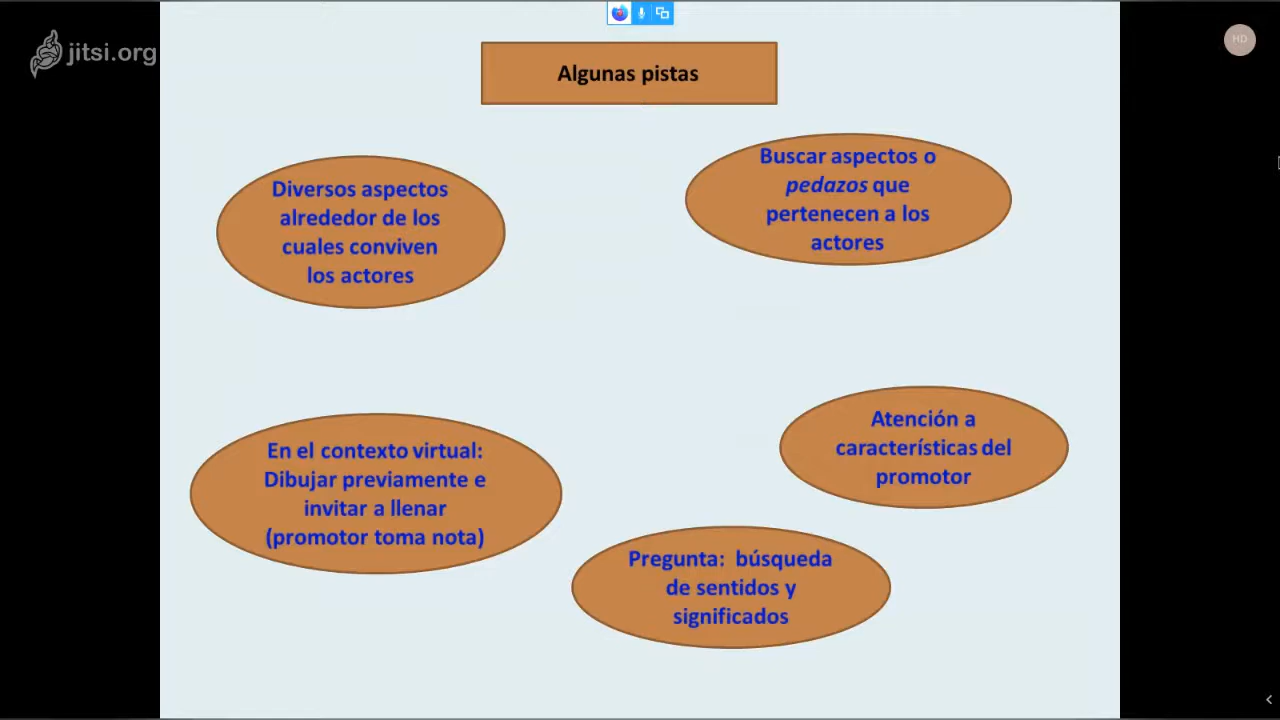 jitsi.org
HD
Algunas pistas
Diversos aspectos
alrededor de los
cuales conviven
los actores
Buscar aspectos o
pedazos que
pertenecen a los
actores
En el contexto virtual:
Dibujar previamente e
invitar a llenar
(promotor toma nota)
Atención a
características del
promotor
Pregunta: búsqueda
de sentidos y
significados